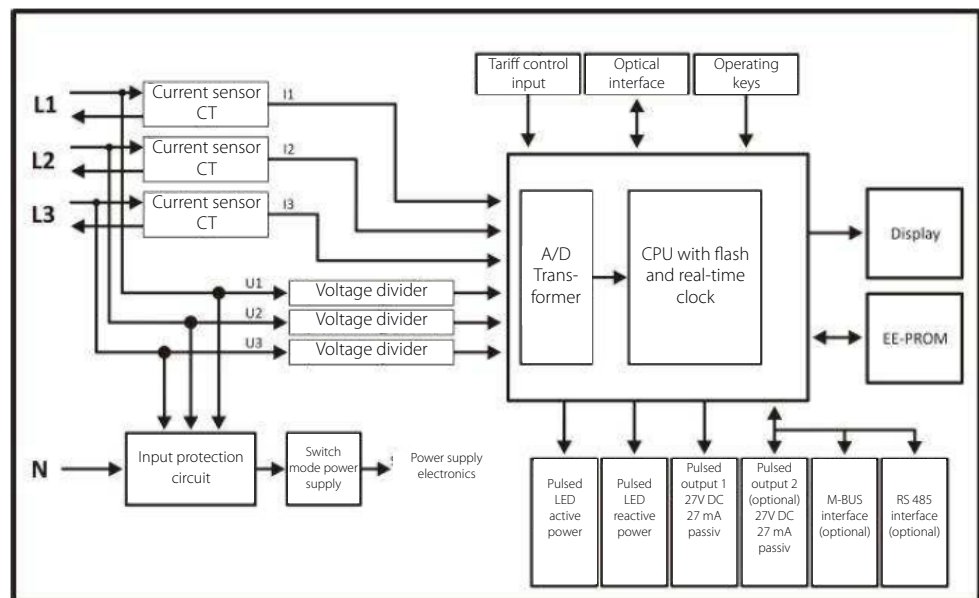 Tariff control
input
Optical
interface
Operating
keys
L1
Current sensor
CT
I1
L2
Current sensor
CT
I2
L3
Current sensor
CT
I3
A/D
Trans-
former
CPU with flash
and real-time
clock
Display
EE-PROM
U1
Voltage divider
U2
Voltage divider
U3
Voltage divider
N
Input protection
circuit
Switch
mode power
supply
Power supply
electronics
Pulsed
LED
active
power
Pulsed
LED
reactive
power
Pulsed
output 1
27V DC
27 mA
passiv
Pulsed
output 2
(optional)
27V DC
27 mA
passiv
M-BUS
interface
(optional)
RS 485
interface
(optional)